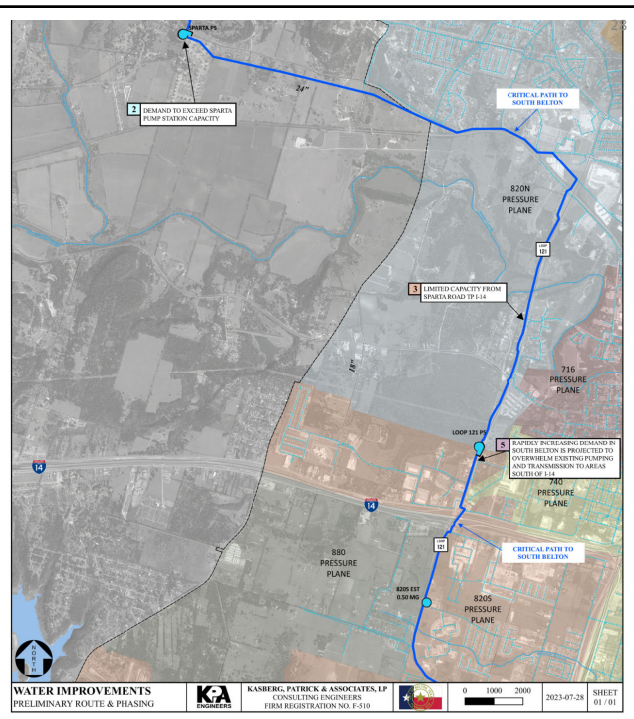 SPARTA PS
24"
2 DEMAND TO EXCEED SPARTA
PUMP STATION CAPACITY
CRITICAL PATH TO
SOUTH BELTON
820N
PRESSURE
PLANE
LOOP
121
3 LIMITED CAPACITY FROM
SPARTA ROAD TP I-14
18"
716
PRESSURE
PLANE
LOOP 121 PS
5 RAPIDLY INCREASING DEMAND IN
SOUTH BELTON IS PROJECTED TO
OVERWHELM EXISTING PUMPING
AND TRANSMISSION TO AREAS
SOUTH OF I-14
14
740
PRESSURE
PLANE
14
LOOP
121
CRITICAL PATH TO
SOUTH BELTON
880
PRESSURE
PLANE
820S EST
0.50 MG
820S
PRESSURE
PLANE
NORTH
WATER IMPROVEMENTS
PRELIMINARY ROUTE & PHASING
KPA
ENGINEERS
KASBERG, PATRICK & ASSOCIATES, LP
CONSULTING ENGINEERS
FIRM REGISTRATION NO. F-510
0 1000 2000
2023-07-28
SHEET
01 / 01